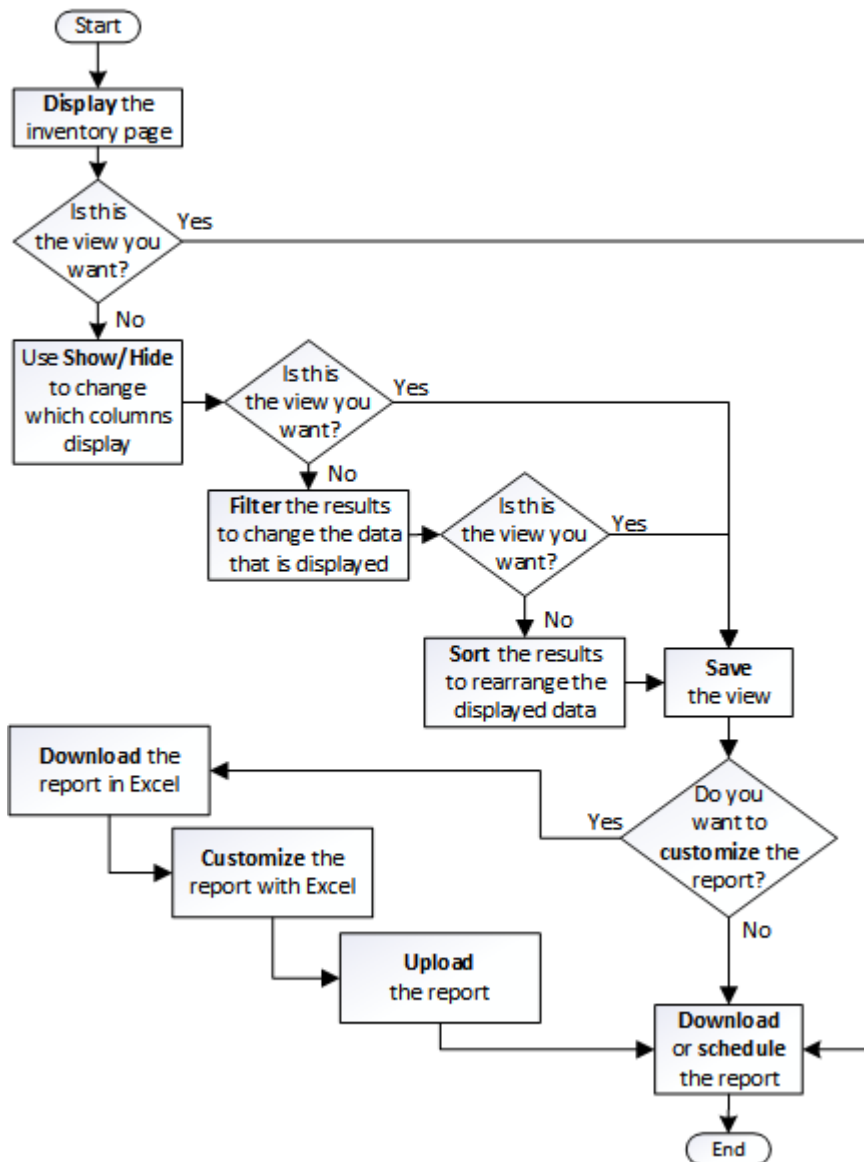 Start
Display the
inventory page
Is this
the view you
want?
Yes
No
Use Show/Hide
to change
which columns
display
Is this
the view you
want?
Yes
No
Filter the results
to change the data
that is displayed
Is this
the view you
want?
Yes
No
Sort the results
to rearrange the
displayed data
Save
the view
Do you
want to
customize the
report?
Yes
No
Download the
report in Excel
Customize the
report with Excel
Upload
the report
Download
or schedule
the report
End